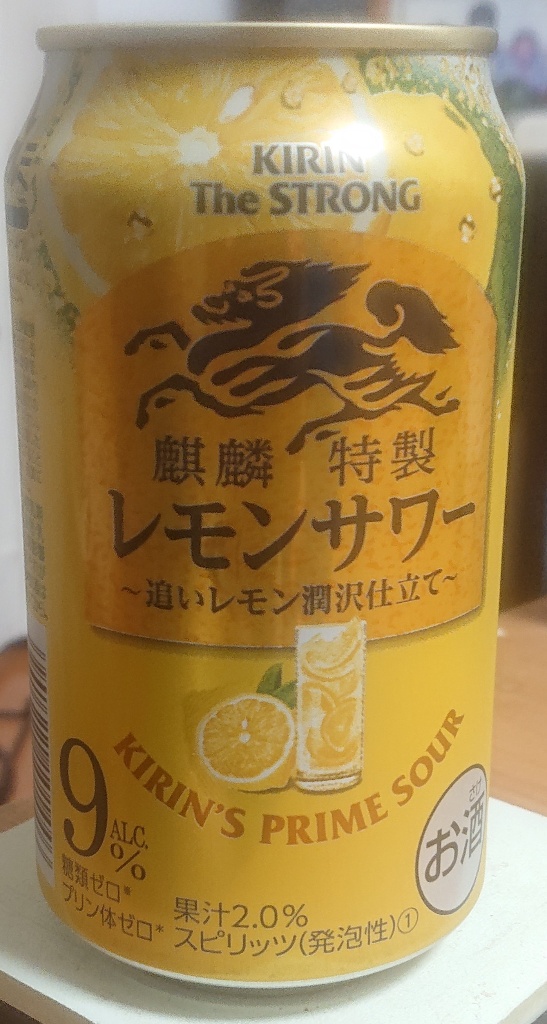 KIRIN
The STRONG
麒麟 特製
レモンサワー
~追いレモン潤沢仕立て~
KIRIN'S PRIME SOUR
9 ALC. %
糖類ゼロ※
プリン体ゼロ*
果汁2.0%
スピリッツ(発泡性)①
さけ
お酒